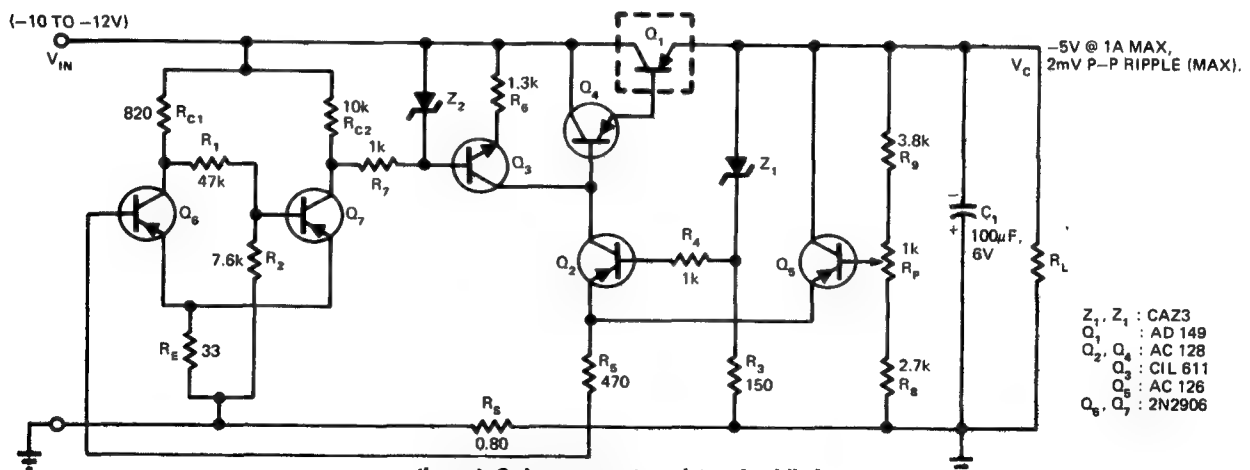 (−10 TO −12V)
V_IN
820
R_C1
R_1
47k
10k
R_C2
1k
R_7
Z_2
1.3k
R_6
Q_3
Q_4
Q_1
Z_1
Q_6
Q_7
7.6k
R_2
R_E
33
Q_2
R_4
1k
Q_5
R_5
470
R_3
150
R_S
0.80
3.8k
R_9
1k
R_P
2.7k
R_8
−
+
C_1
100μF,
6V
R_L
V_C
−5V @ 1A MAX,
2mV P–P RIPPLE (MAX).
Z_1, Z_1 : CAZ3
Q_1 : AD 149
Q_2, Q_4 : AC 128
Q_3 : CIL 611
Q_5 : AC 126
Q_6, Q_7 : 2N2906